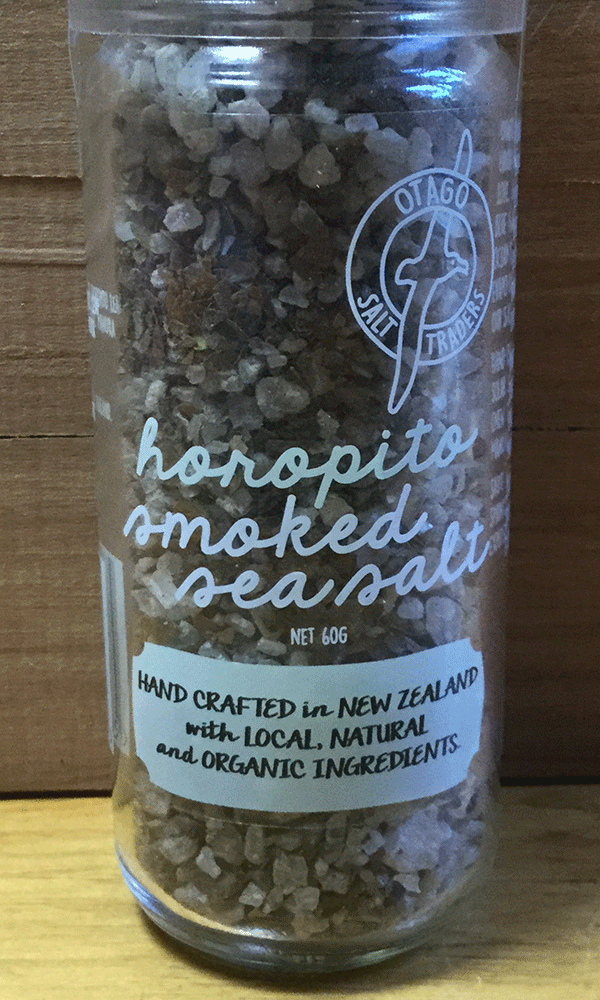 OTAGO
SALT TRADERS
horopito
smoked
sea salt
NET 60G
HAND CRAFTED in NEW ZEALAND
with LOCAL, NATURAL
and ORGANIC INGREDIENTS